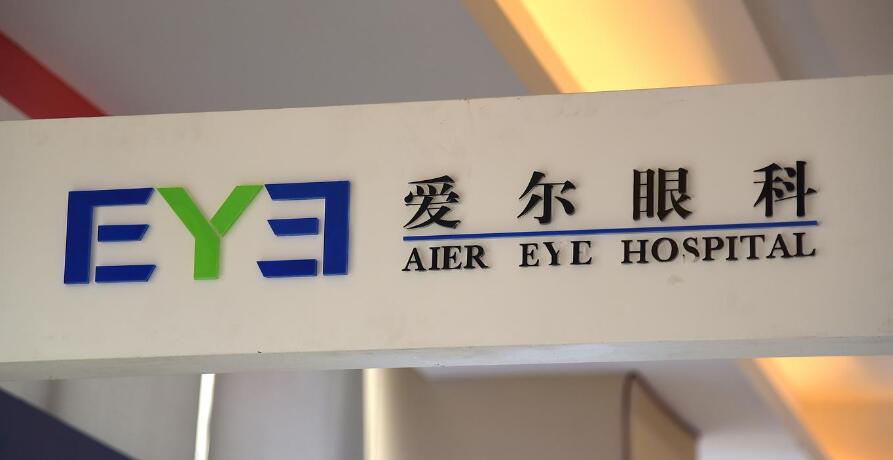 EYE
爱尔眼科
AIER EYE HOSPITAL